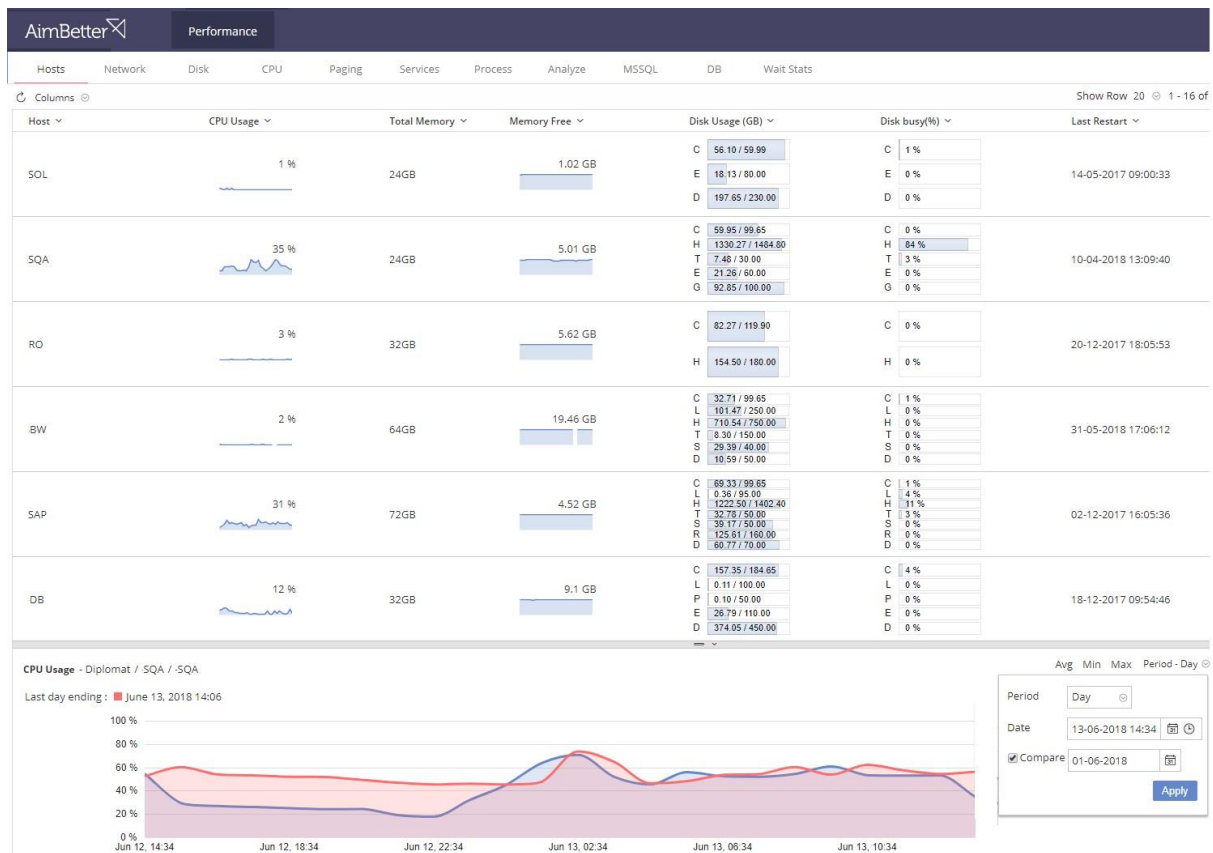 AimBetter Performance
Hosts Network Disk CPU Paging Services Process Analyze MSSQL DB Wait Stats
Columns Show Row 20 1 - 16 of
Host CPU Usage Total Memory Memory Free Disk Usage (GB) Disk busy(%) Last Restart
SOL 1 % 24GB 1.02 GB 14-05-2017 09:00:33
C 56.10 / 59.99 C 1 %
E 18.13 / 80.00 E 0 %
D 197.65 / 230.00 D 0 %
SQA 35 % 24GB 5.01 GB 10-04-2018 13:09:40
C 59.95 / 99.65 C 0 %
H 1330.27 / 1484.80 H 84 %
T 7.48 / 30.00 T 3 %
E 21.26 / 60.00 E 0 %
G 92.85 / 100.00 G 0 %
RO 3 % 32GB 5.62 GB 20-12-2017 18:05:53
C 82.27 / 119.90 C 0 %
H 154.50 / 180.00 H 0 %
BW 2 % 64GB 19.46 GB 31-05-2018 17:06:12
C 32.71 / 99.65 C 1 %
L 101.47 / 250.00 L 0 %
H 710.54 / 750.00 H 0 %
T 8.30 / 150.00 T 0 %
S 29.39 / 40.00 S 0 %
D 10.59 / 50.00 D 0 %
SAP 31 % 72GB 4.52 GB 02-12-2017 16:05:36
C 69.33 / 99.65 C 1 %
L 0.36 / 95.00 L 4 %
H 1222.50 / 1402.40 H 11 %
T 32.78 / 50.00 T 3 %
S 39.17 / 50.00 S 0 %
R 125.61 / 160.00 R 0 %
D 60.77 / 70.00 D 0 %
DB 12 % 32GB 9.1 GB 18-12-2017 09:54:46
C 157.35 / 184.65 C 4 %
L 0.11 / 100.00 L 0 %
P 0.10 / 50.00 P 0 %
E 26.79 / 110.00 E 0 %
D 374.05 / 450.00 D 0 %
CPU Usage - Diplomat / SQA / -SQA Avg Min Max Period - Day
Last day ending : June 13, 2018 14:06
100 %
80 %
60 %
40 %
20 %
0 %
Jun 12, 14:34 Jun 12, 18:34 Jun 12, 22:34 Jun 13, 02:34 Jun 13, 06:34 Jun 13, 10:34
Period Day
Date 13-06-2018 14:34
Compare 01-06-2018
Apply